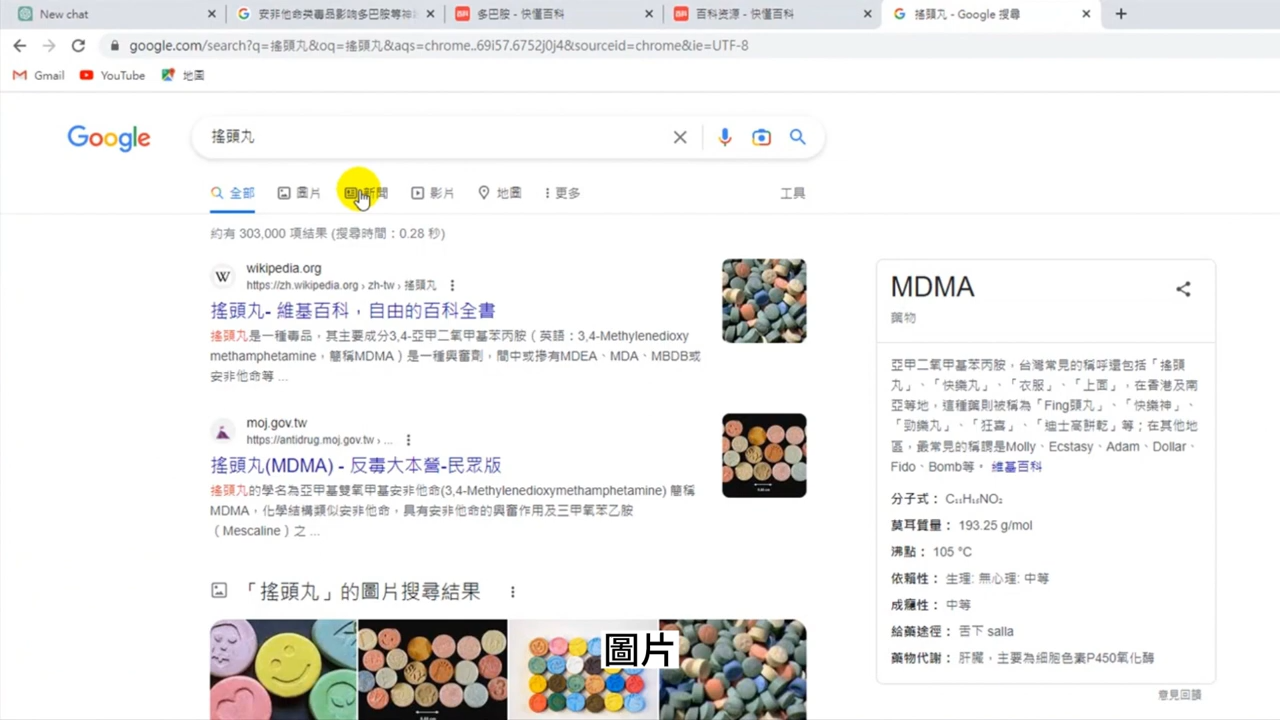 New chat
安非他命类毒品影响多巴胺等神
多巴胺 - 快懂百科
百科资源 - 快懂百科
搖頭丸 - Google 搜尋
google.com/search?q=搖頭丸&oq=搖頭丸&aqs=chrome..69i57.6752j0j4&sourceid=chrome&ie=UTF-8
Gmail
YouTube
地圖
Google
搖頭丸
全部
圖片
新聞
影片
地圖
更多
工具
約有 303,000 項結果 (搜尋時間：0.28 秒)
W
wikipedia.org
https://zh.wikipedia.org › zh-tw › 搖頭丸
搖頭丸- 維基百科，自由的百科全書
搖頭丸是一種毒品，其主要成分3,4-亞甲二氧甲基苯丙胺（英語：3,4-Methylenedioxy
methamphetamine，簡稱MDMA）是一種興奮劑，間中或摻有MDEA、MDA、MBDB或
安非他命等 ...
moj.gov.tw
https://antidrug.moj.gov.tw › ...
搖頭丸(MDMA) - 反毒大本營-民眾版
搖頭丸的學名為亞甲基雙氧甲基安非他命(3,4-Methylenedioxymethamphetamine) 簡稱
MDMA，化學結構類似安非他命，具有安非他命的興奮作用及三甲氧苯乙胺
（Mescaline）之 ...
「搖頭丸」的圖片搜尋結果
圖片
MDMA
藥物
亞甲二氧甲基苯丙胺，台灣常見的稱呼還包括「搖頭
丸」、「快樂丸」、「衣服」、「上面」，在香港及南
亞等地，這種藥則被稱為「Fing頭丸」、「快樂神」、
「勁樂丸」、「狂喜」、「迪士高餅乾」等；在其他地
區，最常見的稱謂是Molly、Ecstasy、Adam、Dollar、
Fido、Bomb等。 維基百科
分子式： C₁₁H₁₅NO₂
莫耳質量： 193.25 g/mol
沸點： 105 °C
依賴性： 生理: 無心理: 中等
成癮性： 中等
給藥途徑： 舌下 salla
藥物代謝： 肝臟，主要為細胞色素P450氧化酶
意見回饋